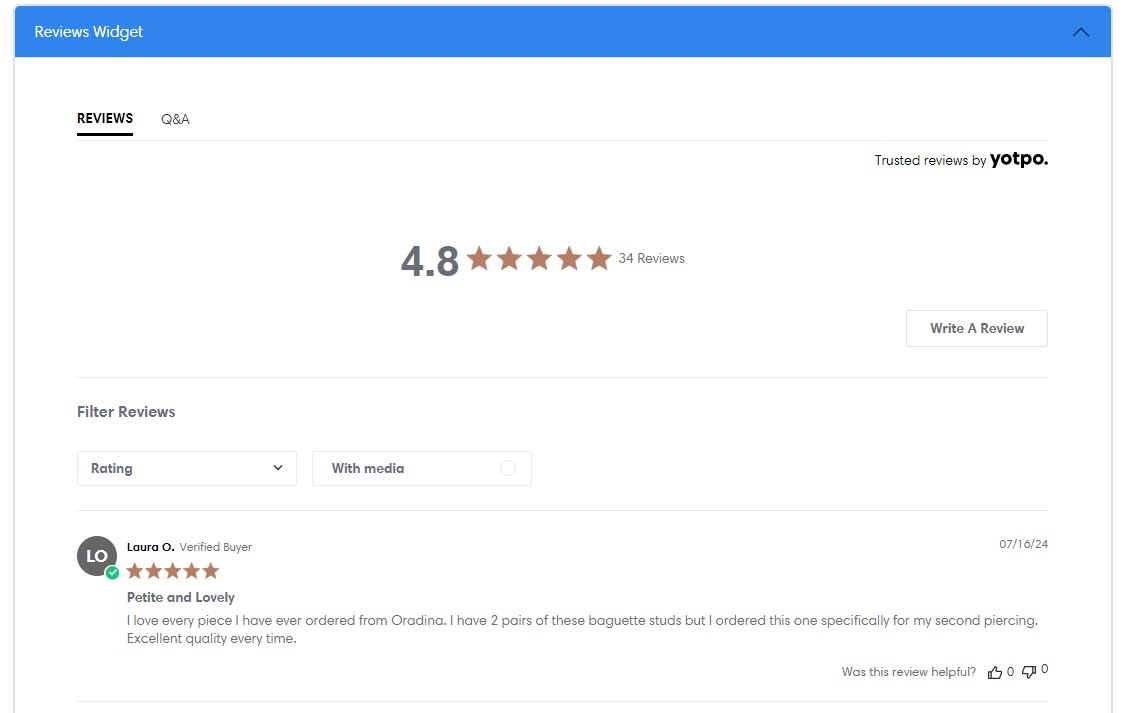 Reviews Widget
REVIEWS Q&A
Trusted reviews by yotpo.
4.8 34 Reviews
Write A Review
Filter Reviews
Rating With media
LO Laura O. Verified Buyer 07/16/24
Petite and Lovely
I love every piece I have ever ordered from Oradina. I have 2 pairs of these baguette studs but I ordered this one specifically for my second piercing.
Excellent quality every time.
Was this review helpful? 0 0